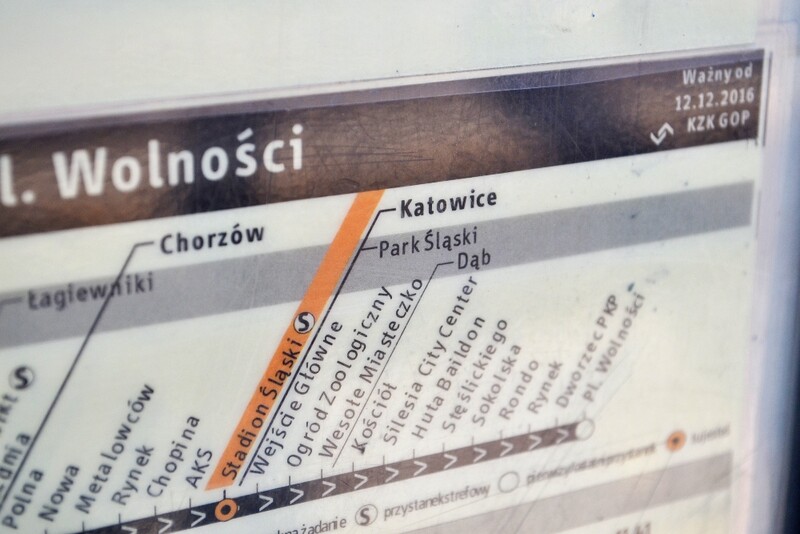 Ważny od
12.12.2016
KZK GOP
l. Wolności
Katowice
Chorzów
Park Śląski
Dąb
Łagiewniki
Polna
Nowa
Metalowców
Rynek
Chopina
AKS
Stadion Śląski S
Wejście Główne
Ogród Zoologiczny
Wesołe Miasteczko
Kościół
Silesia City Center
Huta Baildon
Stęślickiego
Sokolska
Rondo
Rynek
Dworzec PKP
Pl. Wolności
na żądanie
S przystanek strefowy